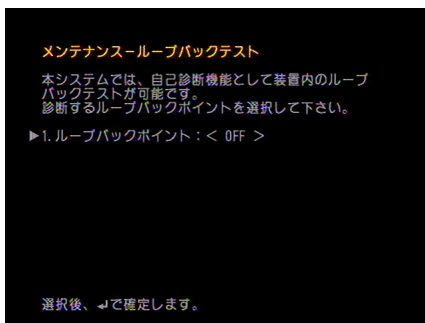 メンテナンス－ループバックテスト
本システムでは、自己診断機能として装置内のループ
バックテストが可能です。
診断するループバックポイントを選択して下さい。
▶1.ループバックポイント：＜ OFF ＞
選択後、↵で確定します。